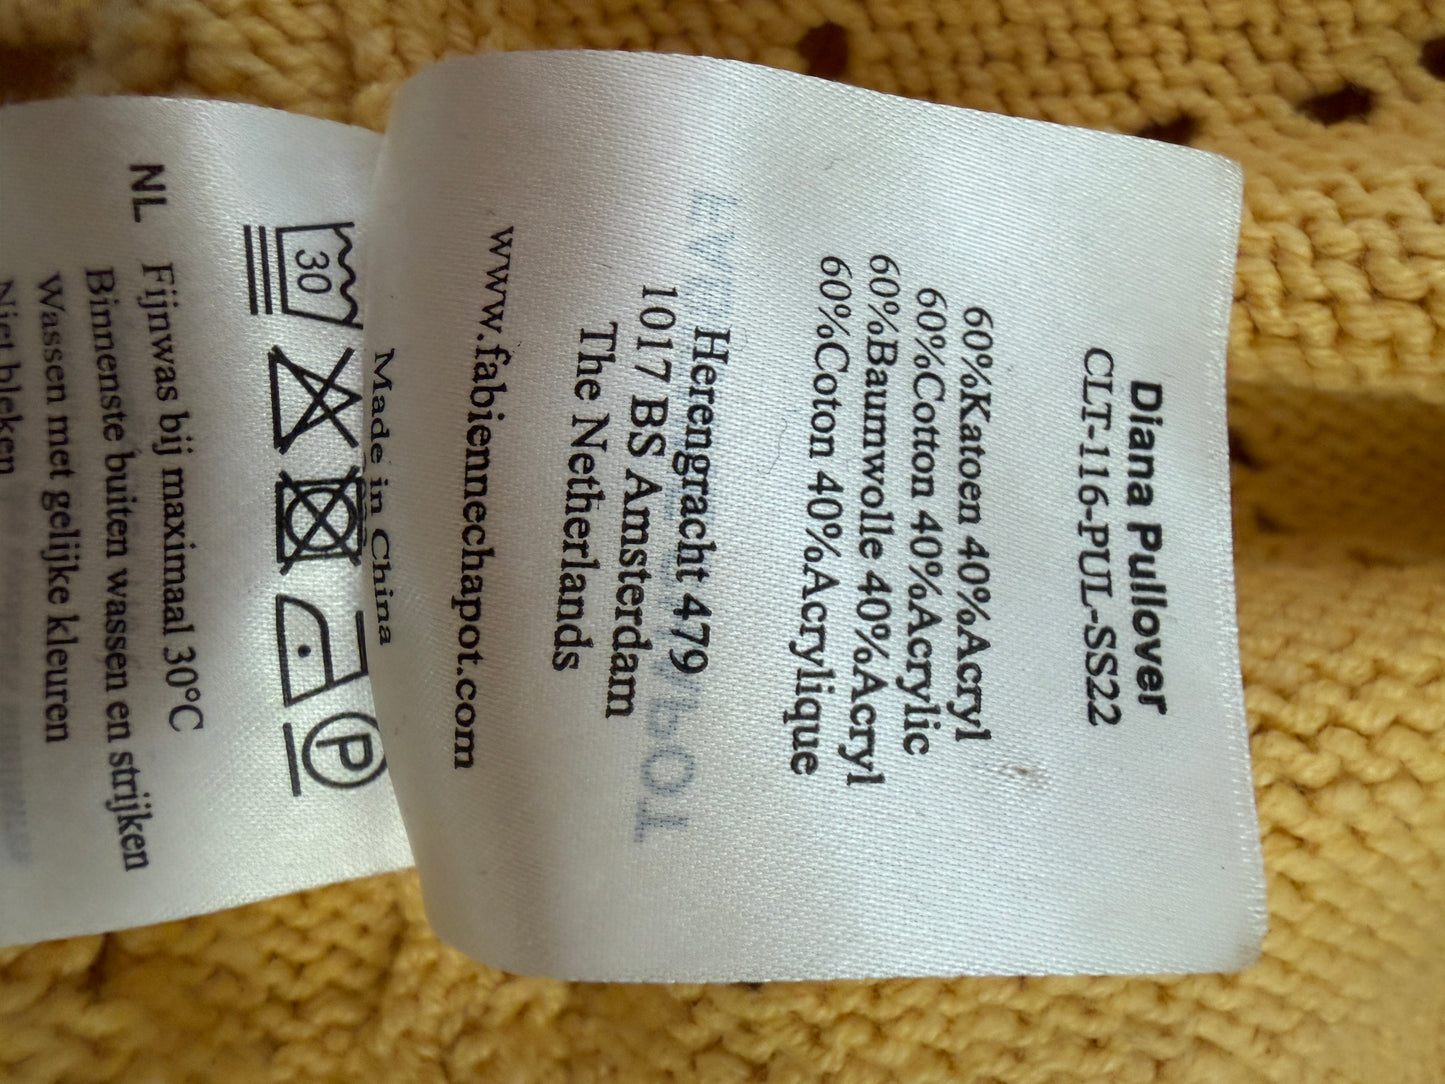 Diana Pullover
CLT-116-PUL-SS22
60%Katoen 40%Acryl
60%Cotton 40%Acrylic
60%Baumwolle 40%Acryl
60%Coton 40%Acrylique
Herengracht 479
1017 BS Amsterdam
The Netherlands
www.fabiennechapot.com
Made in China
30
P
NL Fijnwas bij maximaal 30°C
Binnenste buiten wassen en strijken
Wassen met gelijke kleuren
Niet bleken